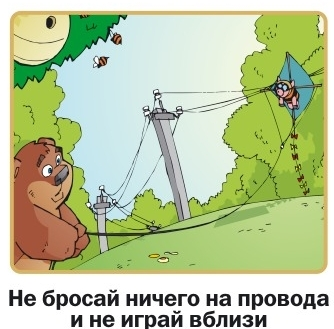 Не бросай ничего на провода
и не играй вблизи